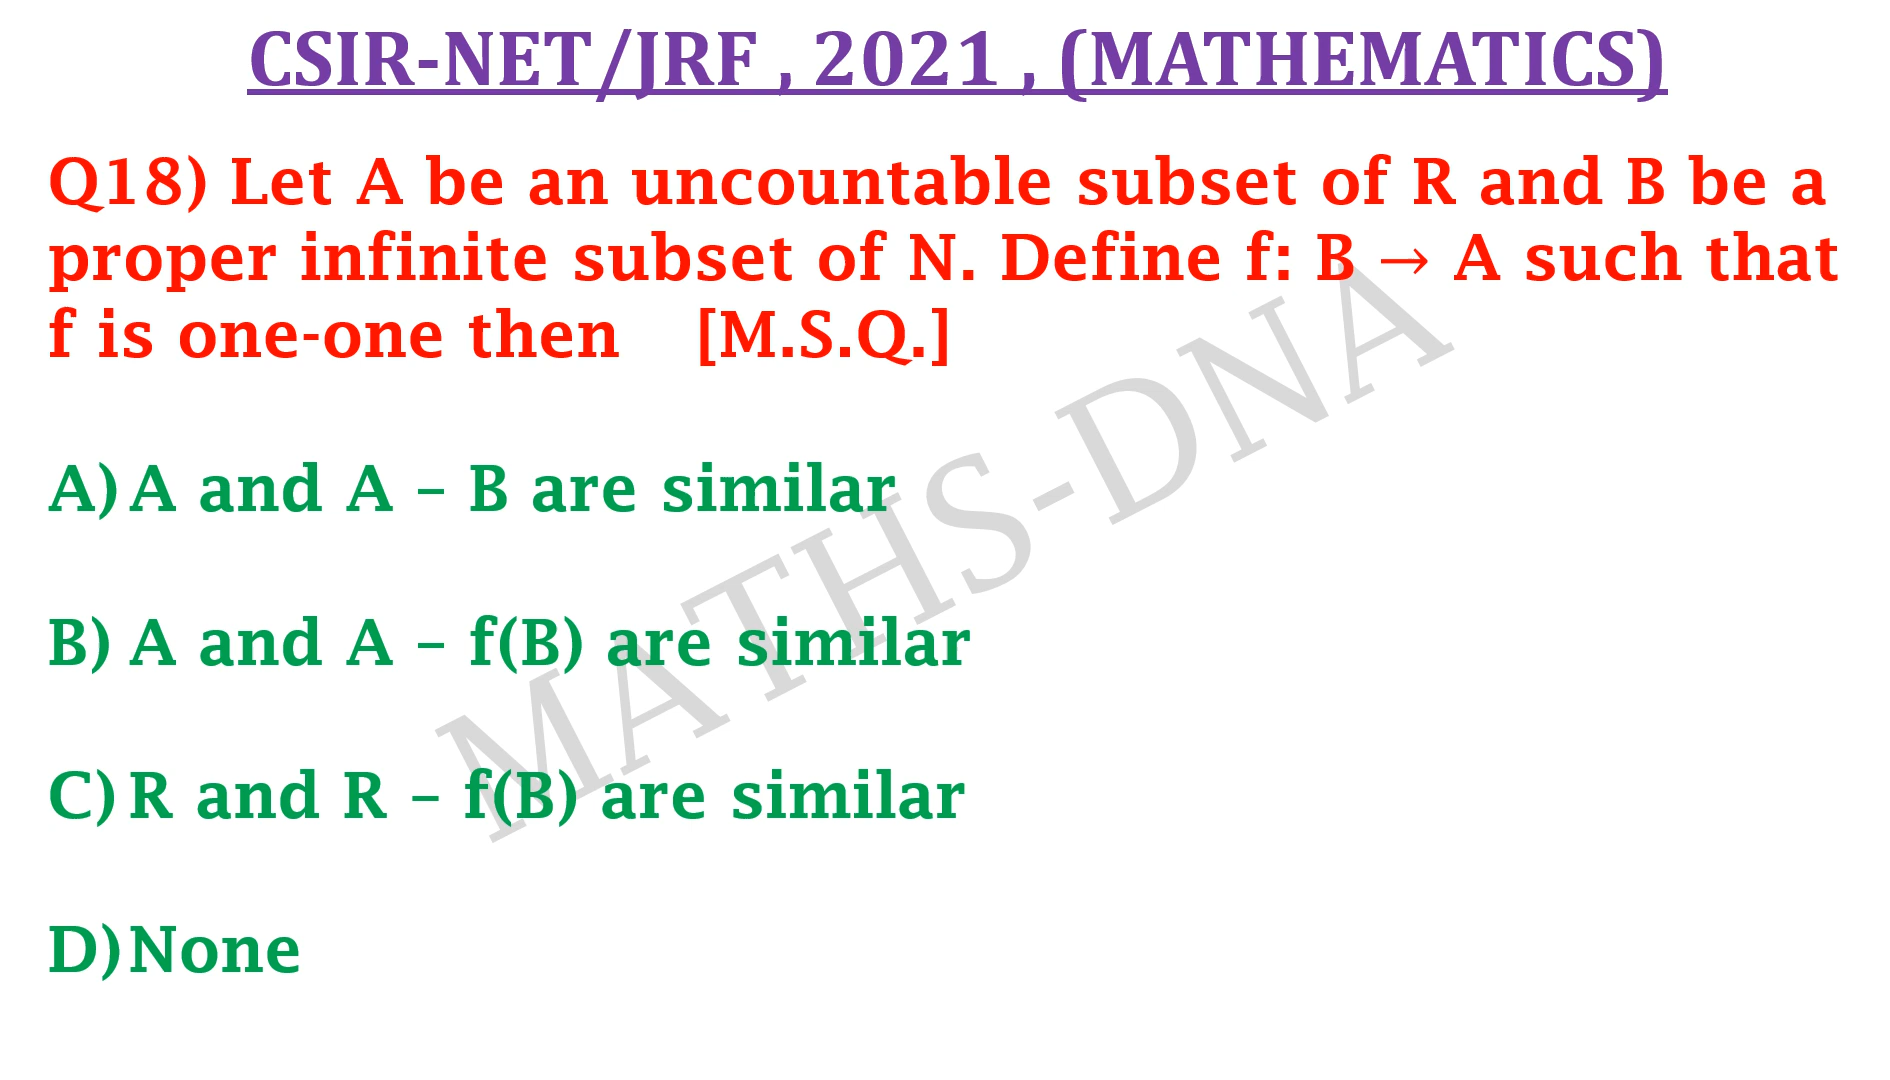 CSIR-NET/JRF , 2021 , (MATHEMATICS)
Q18) Let A be an uncountable subset of R and B be a
proper infinite subset of N. Define f: B → A such that
f is one-one then [M.S.Q.]
A) A and A – B are similar
B) A and A – f(B) are similar
C) R and R – f(B) are similar
D) None
MATHS-DNA